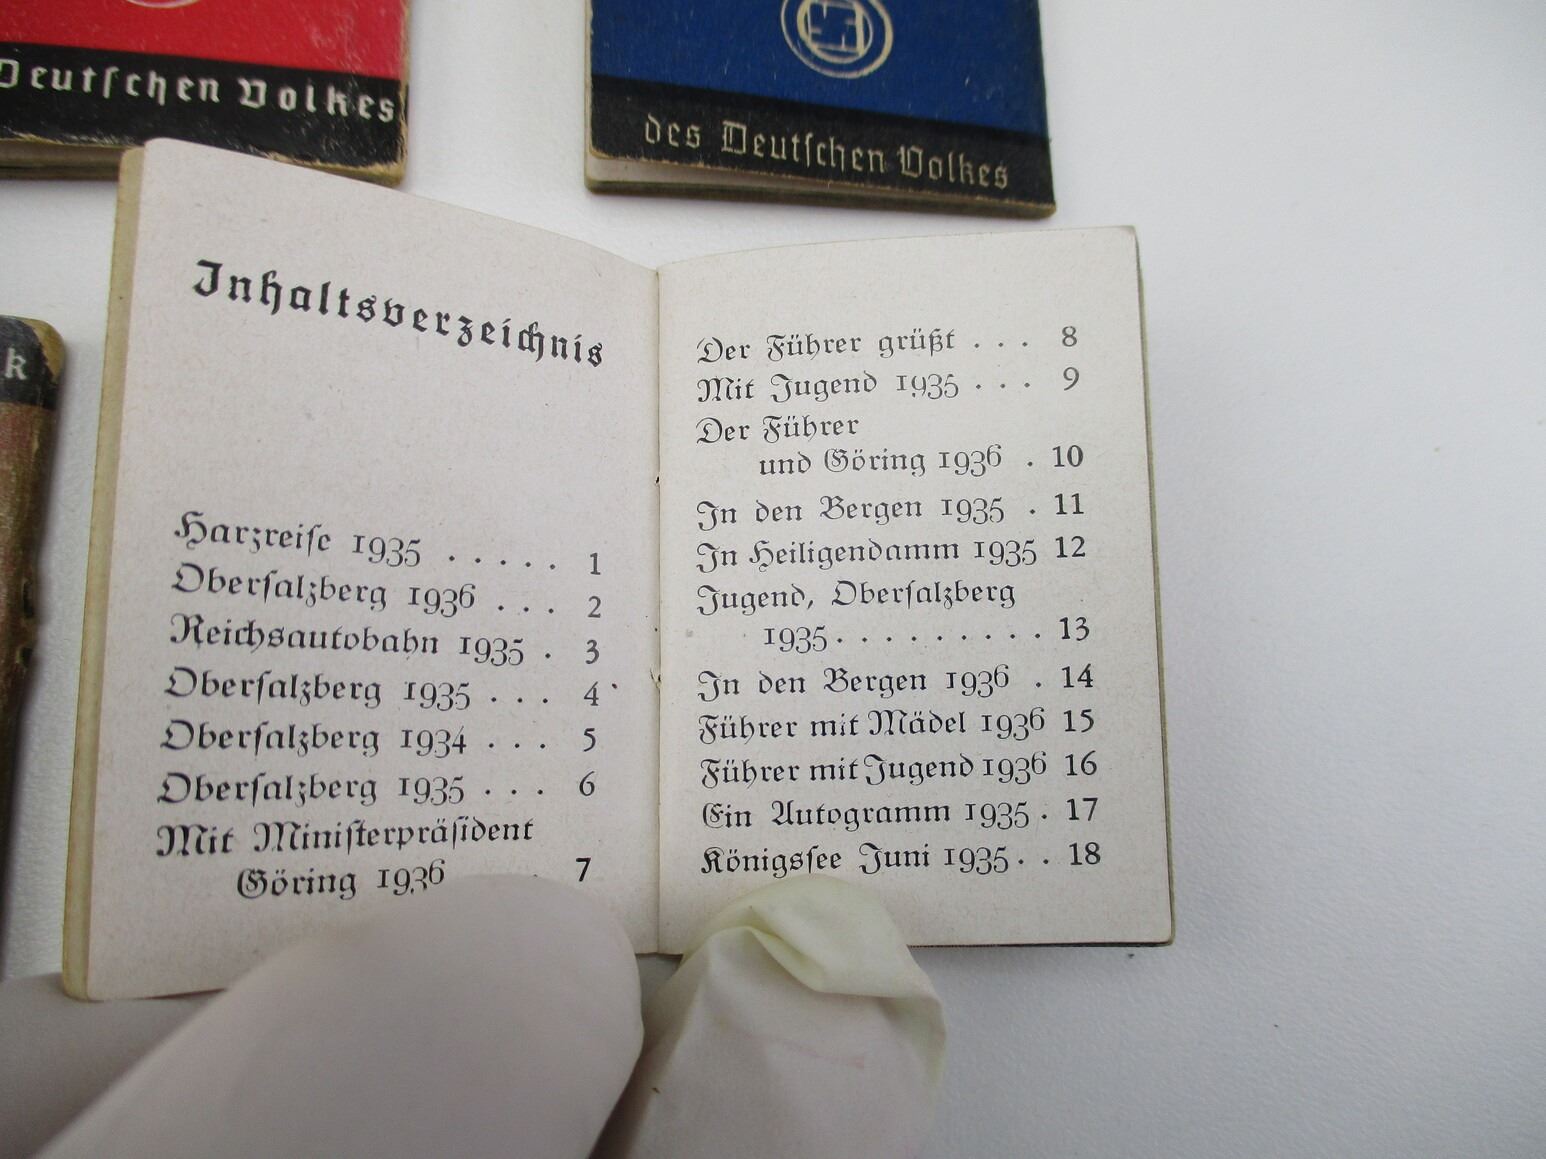 Deutschen Volkes
des Deutschen Volkes
k
Inhaltsverzeichnis
Harzreise 1935 ..... 1
Obersalzberg 1936 ... 2
Reichsautobahn 1935 . 3
Obersalzberg 1935 ... 4
Obersalzberg 1934 ... 5
Obersalzberg 1935 ... 6
Mit Ministerpräsident
Göring 1936 . 7
Der Führer grüßt ... 8
Mit Jugend 1935 ... 9
Der Führer
und Göring 1936 . 10
In den Bergen 1935 . 11
In Heiligendamm 1935 12
Jugend, Obersalzberg
1935 ......... 13
In den Bergen 1936 . 14
Führer mit Mädel 1936 15
Führer mit Jugend 1936 16
Ein Autogramm 1935 . 17
Königssee Juni 1935 .. 18